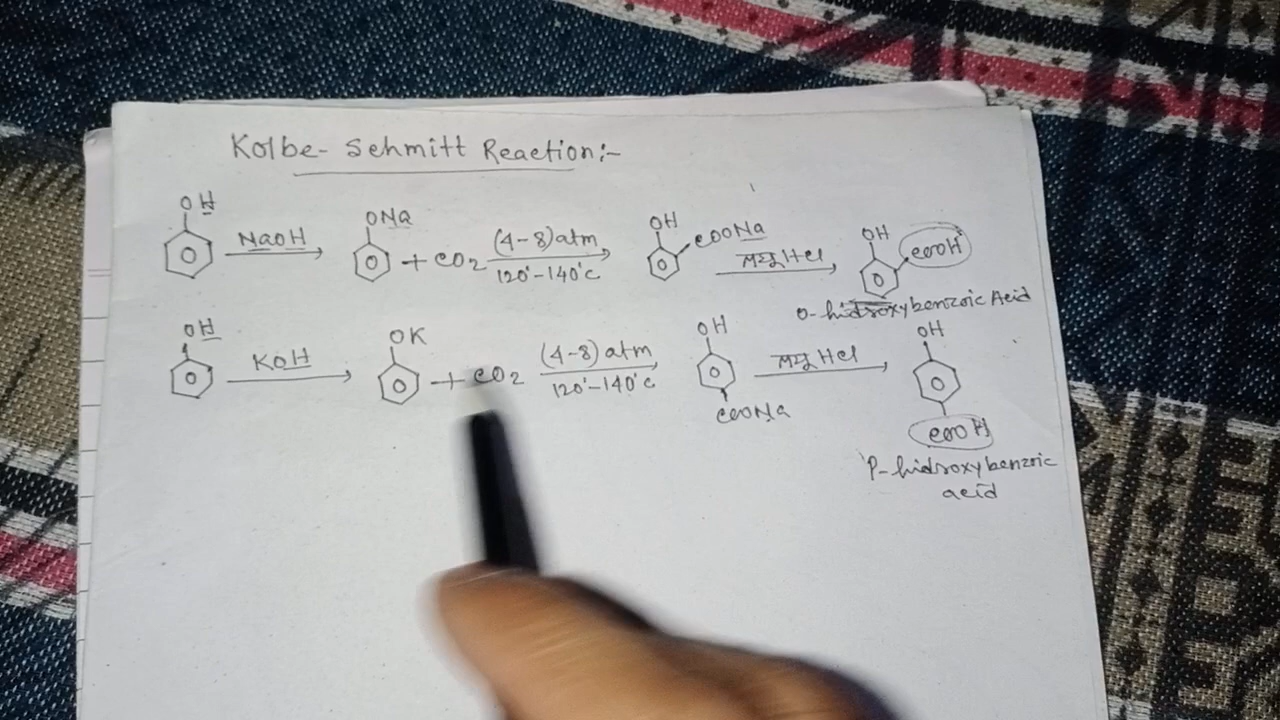 Kolbe- Schmitt Reaction:-
OH NaOH ONa + CO2 (4-8)atm 120°-140°C OH COONa লঘু HCl OH COOH
O-hidroxybenzoic Acid
OH KOH OK + CO2 (4-8) atm 120°-140°C OH COONa লঘু HCl OH COOH
P-hidroxybenzoic
acid